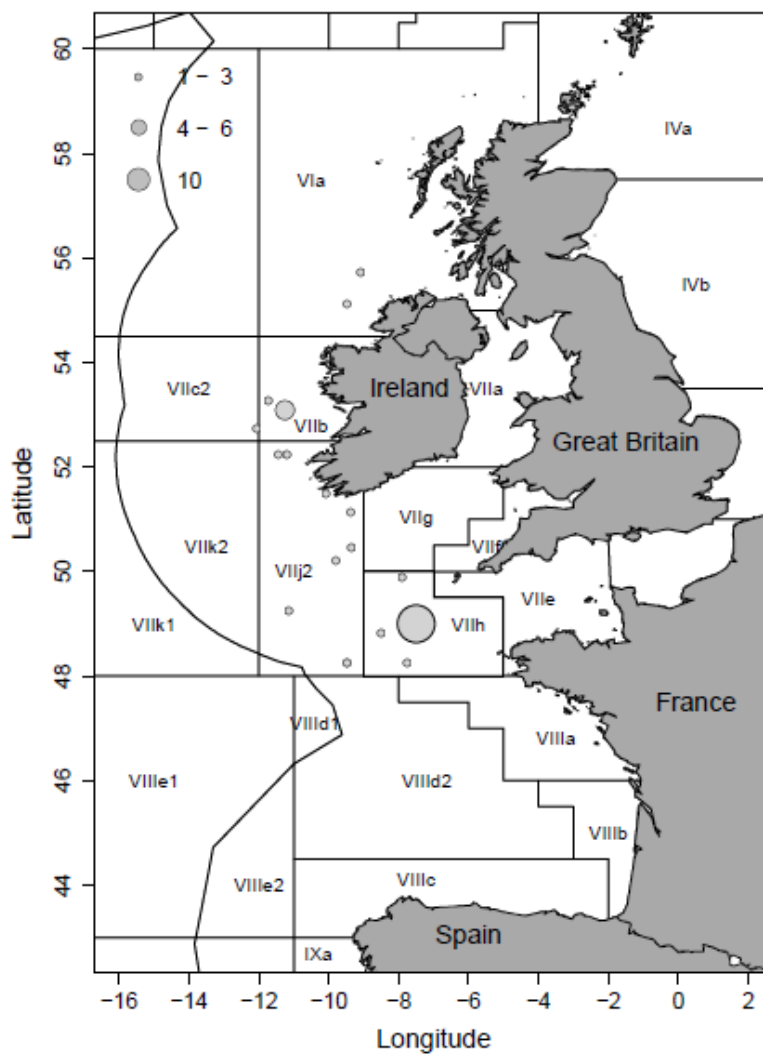 60
58
56
54
52
50
48
46
44
Latitude
1 − 3
4 − 6
10
IVa
VIa
IVb
VIIc2
VIIb
Ireland
VIIa
Great Britain
VIIk2
VIIj2
VIIg
VIIf
VIIk1
VIIh
VIIe
France
VIIId1
VIIIa
VIIIe1
VIIId2
VIIIb
VIIIe2
VIIIc
Spain
IXa
−16 −14 −12 −10 −8 −6 −4 −2 0 2
Longitude